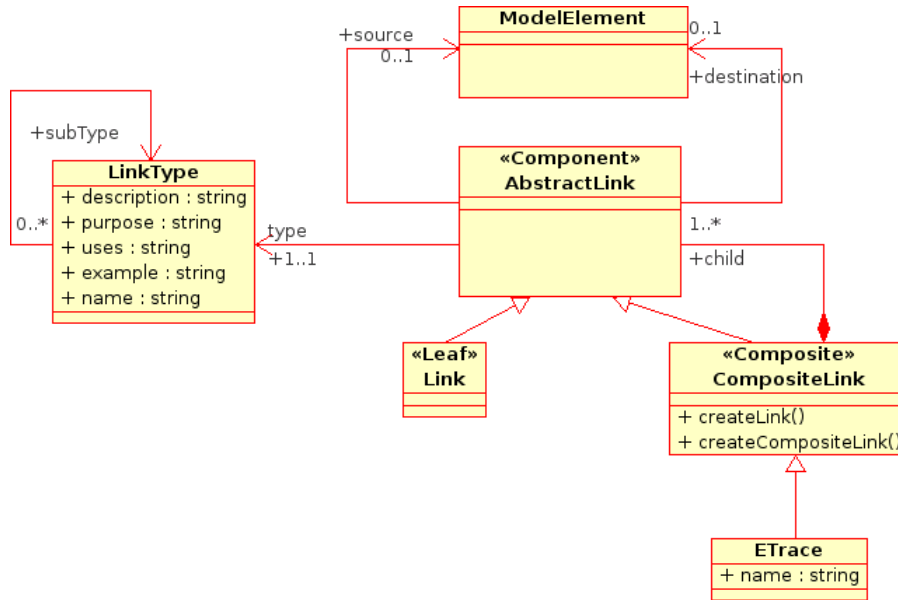 ModelElement
+source
0..1
0..1
+destination
+subType
0..*
LinkType
+ description : string
+ purpose : string
+ uses : string
+ example : string
+ name : string
type
+1..1
«Component»
AbstractLink
1..*
+child
«Leaf»
Link
«Composite»
CompositeLink
+ createLink()
+ createCompositeLink()
ETrace
+ name : string